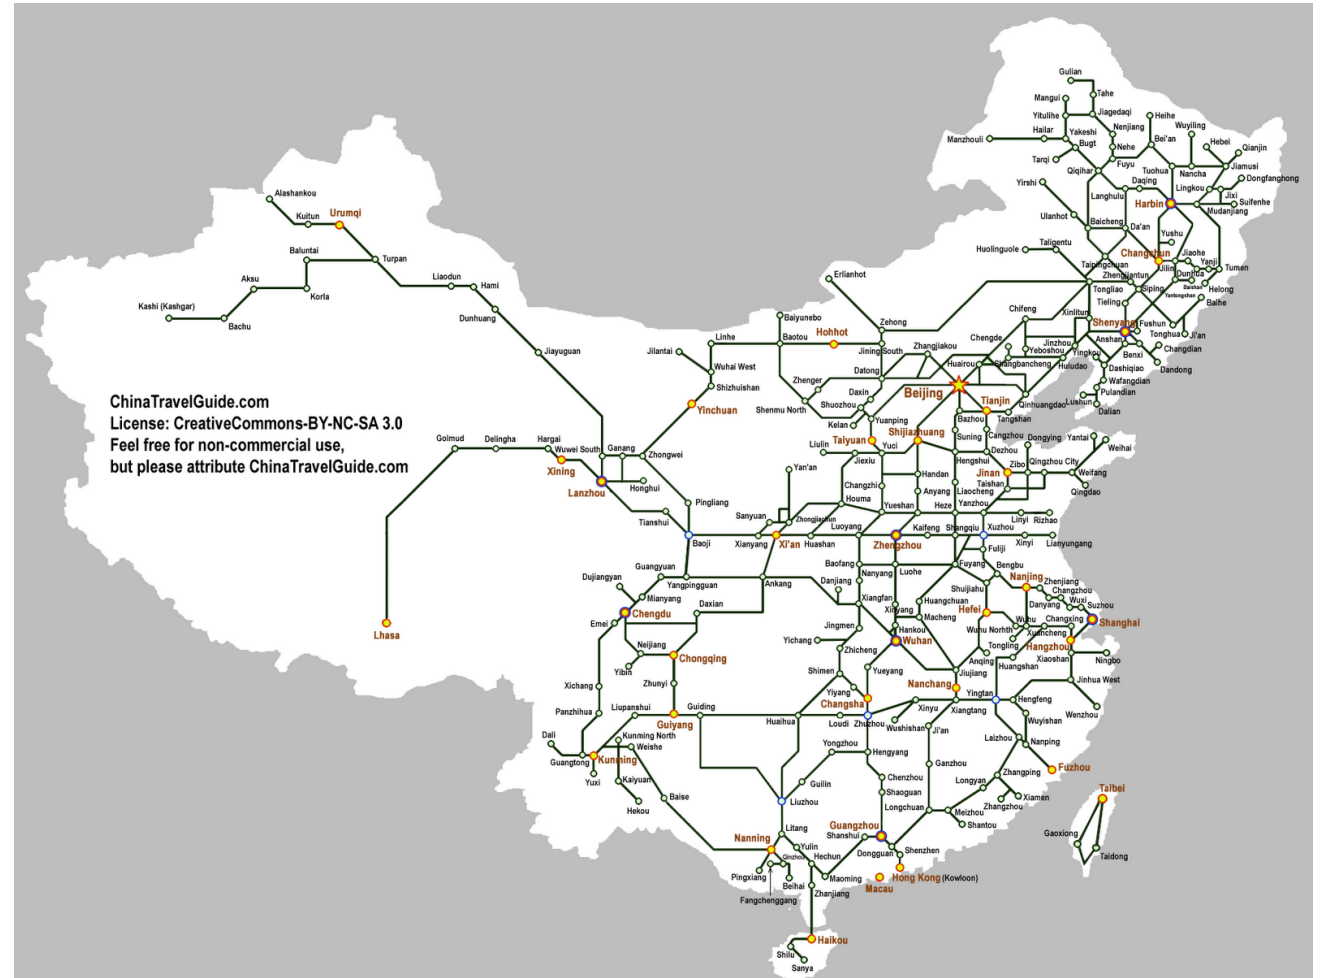 Gulian
Tahe
Mangui
Yitulihe
Jiagedaqi
Heihe
Wuyiling
Manzhouli
Hailar
Yakeshi
Nenjiang
Bei'an
Hebei
Qianjin
Bugt
Nehe
Tarqi
Fuyu
Tuohua
Nancha
Jiamusi
Qiqihar
Dongfanghong
Yirshi
Daqing
Lingkou
Langhulu
Jixi
Harbin
Suifenhe
Mudanjiang
Ulanhot
Baicheng
Da'an
Yushu
Taligentu
Huolinguole
Changchun
Jiaohe
Taipingchuan
Jilin
Yanji
Tumen
Zhengjiantun
Dunhua
Tongliao
Siping
Baishan
Helong
Yantongshan
Baihe
Tieling
Erlianhot
Chifeng
Xinlitun
Zehong
Shenyang
Fushun
Tonghua
Ji'an
Alashankou
Kuitun
Urumqi
Baluntai
Turpan
Aksu
Korla
Liaodun
Hami
Kashi (Kashgar)
Bachu
Dunhuang
Jiayuguan
Baiyunebo
Linhe
Baotou
Hohhot
Jining South
Zhangjiakou
Chengde
Jinzhou
Anshan
Benxi
Changdian
Yeboshou
Yingkou
Jilantai
Wuhai West
Huairou
Shangbancheng
Huludao
Dashiqiao
Dandong
Datong
Shizhuishan
Zhenger
Daxin
Wafangdian
Beijing
Pulandian
Yinchuan
Shenmu North
Shuozhou
Tianjin
Qinhuangdao
Lushun
Dalian
ChinaTravelGuide.com
License: CreativeCommons-BY-NC-SA 3.0
Feel free for non-commercial use,
but please attribute ChinaTravelGuide.com
Kelan
Yuanping
Bazhou
Tangshan
Golmud
Delingha
Hargai
Wuwei South
Ganang
Zhongwei
Taiyuan
Yuci
Shijiazhuang
Suning
Cangzhou
Dongying
Yantai
Weihai
Liulin
Jiexiu
Hengshui
Dezhou
Xining
Yan'an
Handan
Jinan
Zibo
Qingzhou City
Weifang
Lanzhou
Honghui
Changzhi
Anyang
Liaocheng
Taishan
Qingdao
Pingliang
Houma
Yueshan
Heze
Yanzhou
Tianshui
Sanyuan
Zhongjiachun
Linyi
Rizhao
Luoyang
Kaifeng
Shangqiu
Xuzhou
Baoji
Xianyang
Xi'an
Huashan
Zhengzhou
Xinyi
Lianyungang
Fuliji
Guangyuan
Yangpingguan
Ankang
Baofang
Nanyang
Luohe
Fuyang
Bengbu
Dujiangyan
Mianyang
Danjiang
Shuijiahu
Nanjing
Zhenjiang
Changzhou
Wuxi
Daxian
Xiangfan
Huangchuan
Danyang
Suzhou
Chengdu
Xinyang
Macheng
Hefei
Lhasa
Emei
Jingmen
Hankou
Wuhu
Changxing
Shanghai
Wuhu Norhth
Xuancheng
Yichang
Wuhan
Tongling
Hangzhou
Neijiang
Zhicheng
Anqing
Xiaoshan
Ningbo
Yibin
Chongqing
Yueyang
Huangshan
Shimen
Jiujiang
Xichang
Zhunyi
Yiyang
Nanchang
Yingtan
Jinhua West
Changsha
Hengfeng
Panzhihua
Liupanshui
Guiding
Xinyu
Xiangtang
Wenzhou
Guiyang
Huaihua
Loudi
Zhuzhou
Wushishan
Wuyishan
Dali
Kunming North
Weishe
Yongzhou
Hengyang
Ji'an
Laizhou
Nanping
Guangtong
Kunming
Ganzhou
Zhangping
Fuzhou
Yuxi
Kaiyuan
Guilin
Chenzhou
Longyan
Taibei
Hekou
Baise
Liuzhou
Shaoguan
Longchuan
Zhangzhou
Xiamen
Meizhou
Shantou
Litang
Guangzhou
Shanshui
Gaoxiong
Nanning
Yulin
Qinzhou
Hechun
Dongguan
Shenzhen
Taidong
Pingxiang
Maoming
Hong Kong (Kowloon)
Beihai
Zhanjiang
Macau
Fangchenggang
Haikou
Shilu
Sanya